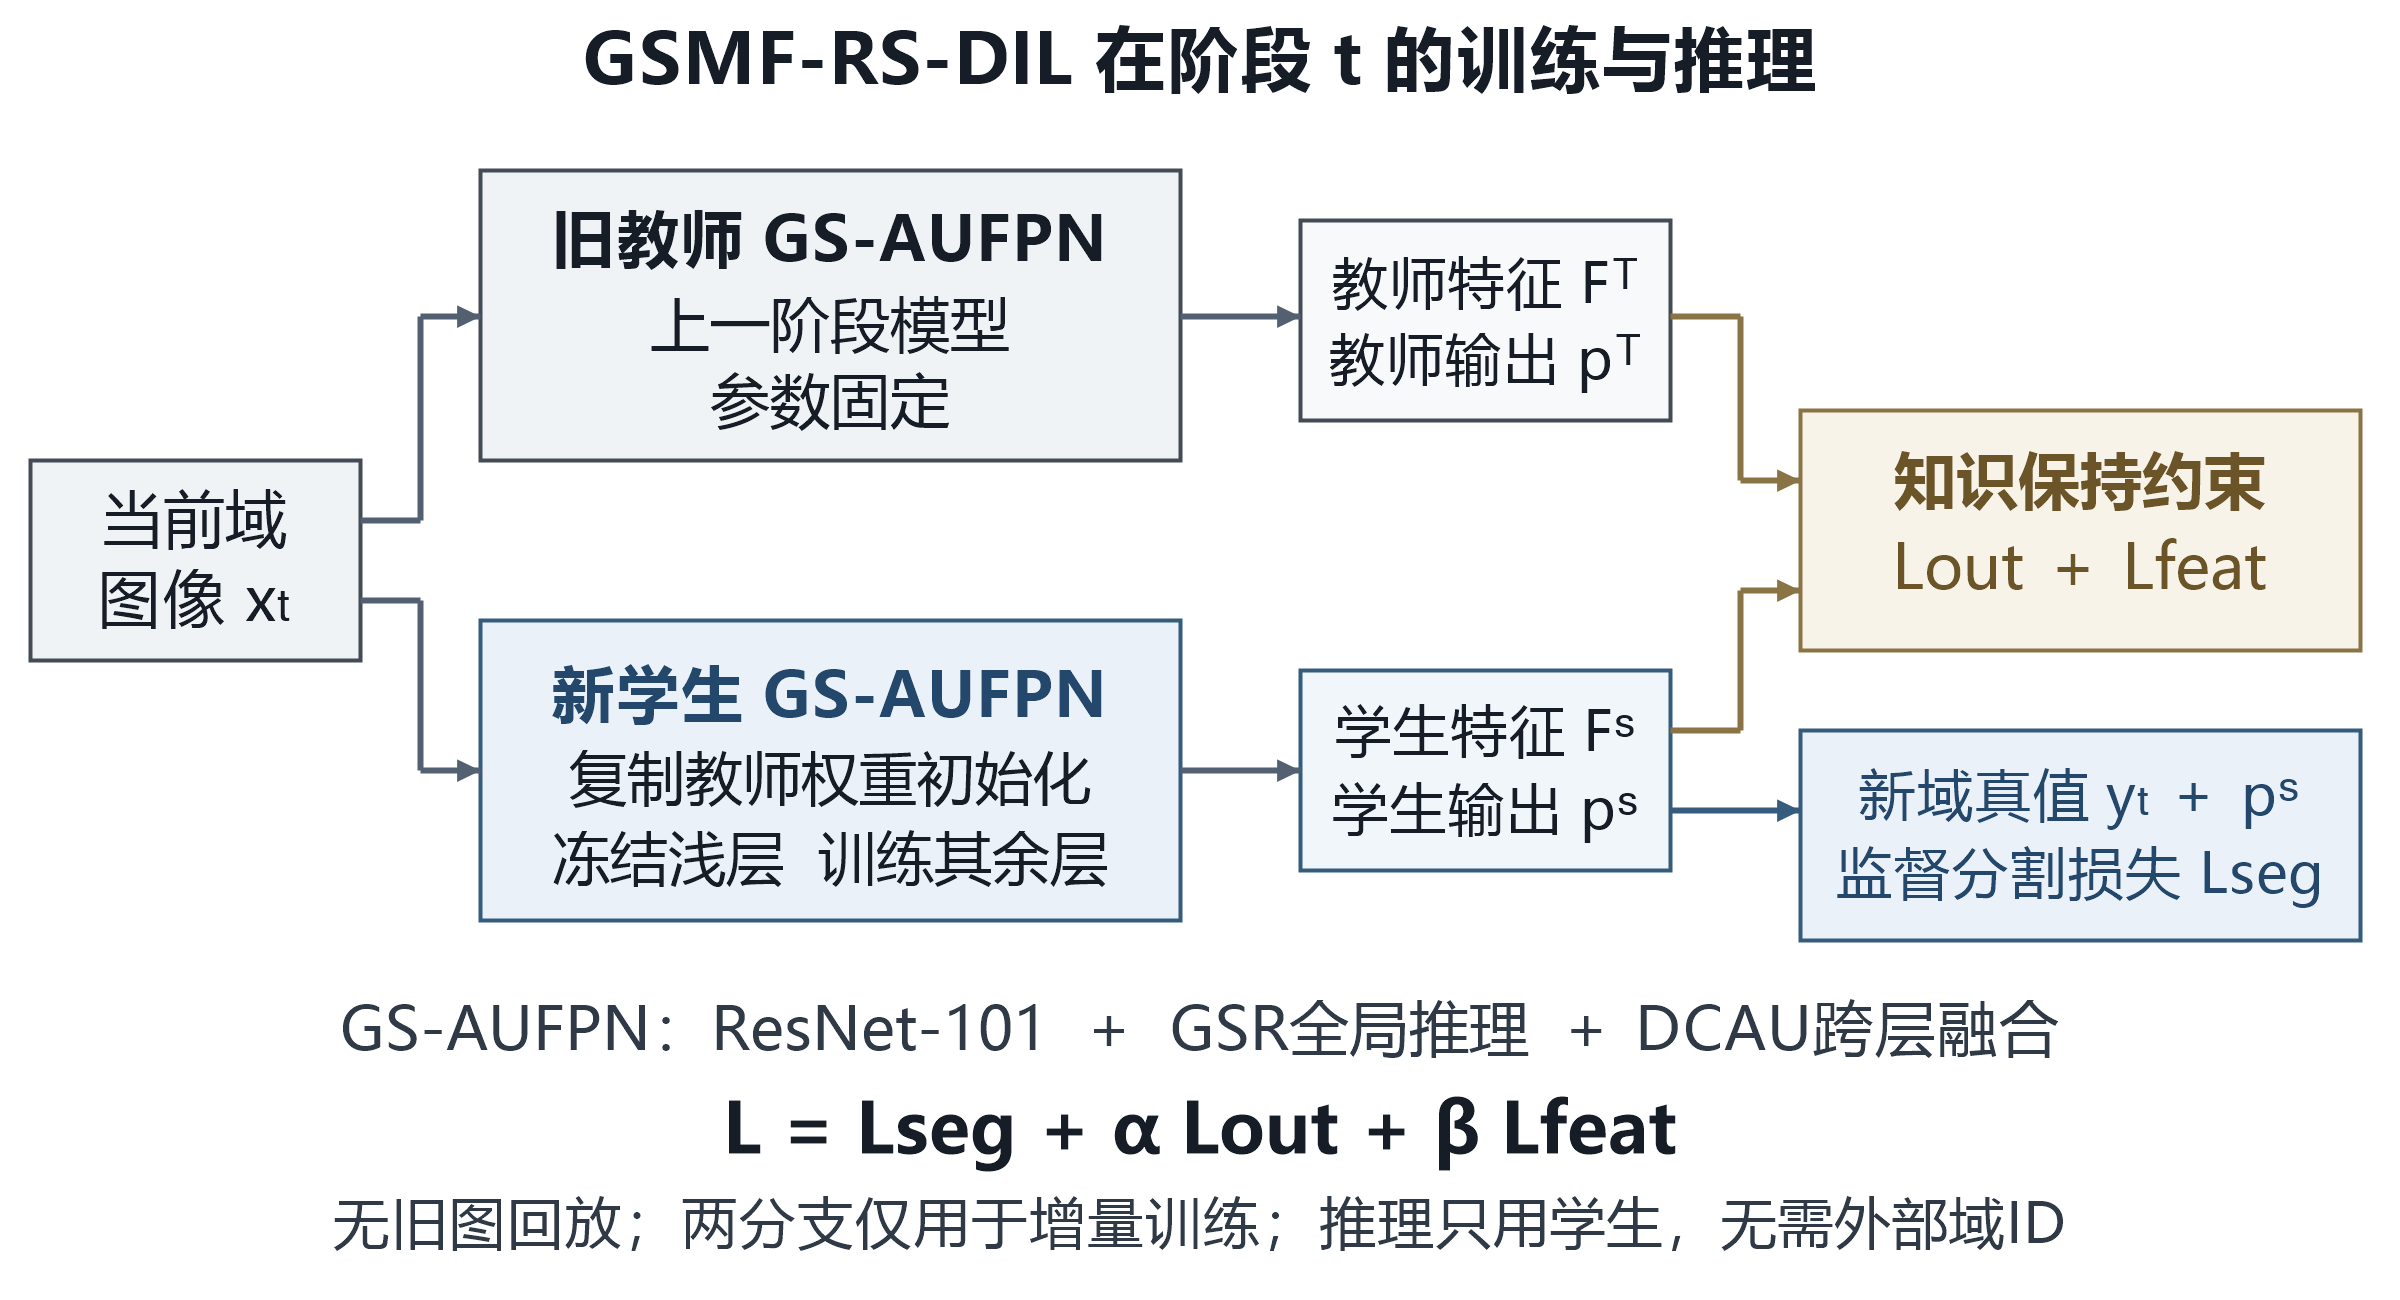 GSMF-RS-DIL 在阶段 t 的训练与推理
旧教师 GS-AUFPN
上一阶段模型
参数固定
教师特征 Fᵀ
教师输出 pᵀ
当前域
图像 xₜ
知识保持约束
Lout + Lfeat
新学生 GS-AUFPN
复制教师权重初始化
冻结浅层 训练其余层
学生特征 Fˢ
学生输出 pˢ
新域真值 yₜ + pˢ
监督分割损失 Lseg
GS-AUFPN：ResNet-101 + GSR全局推理 + DCAU跨层融合
L = Lseg + α Lout + β Lfeat
无旧图回放；两分支仅用于增量训练；推理只用学生，无需外部域ID